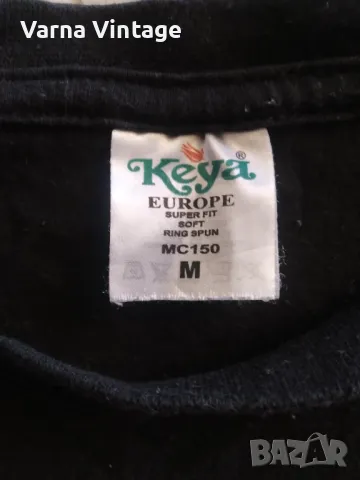 Varna Vintage
Keya®
EUROPE
SUPER FIT
SOFT
RING SPUN
MC150
M
BAZAR